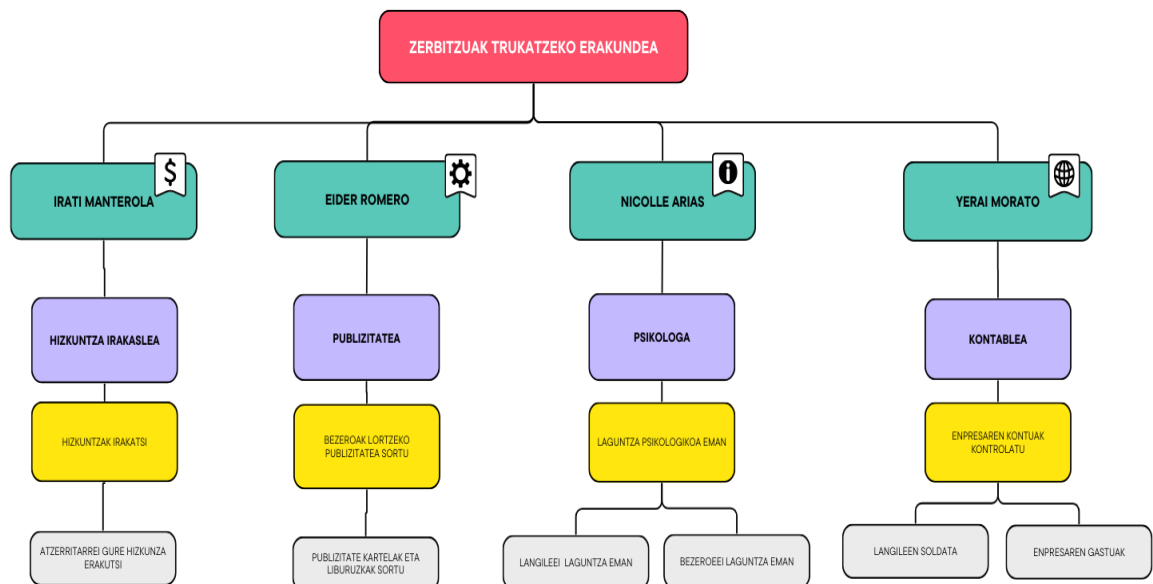 ZERBITZUAK TRUKATZEKO ERAKUNDEA
$
IRATI MANTEROLA
EIDER ROMERO
NICOLLE ARIAS
YERAI MORATO
HIZKUNTZA IRAKASLEA
PUBLIZITATEA
PSIKOLOGA
KONTABLEA
HIZKUNTZAK IRAKATSI
BEZEROAK LORTZEKO
PUBLIZITATEA SORTU
LAGUNTZA PSIKOLOGIKOA EMAN
ENPRESAREN KONTUAK
KONTROLATU
ATZERRITARREI GURE HIZKUNZA
ERAKUTSI
PUBLIZITATE KARTELAK ETA
LIBURUZKAK SORTU
LANGILEEI LAGUNTZA EMAN
BEZEROEEI LAGUNTZA EMAN
LANGILEEN SOLDATA
ENPRESAREN GASTUAK